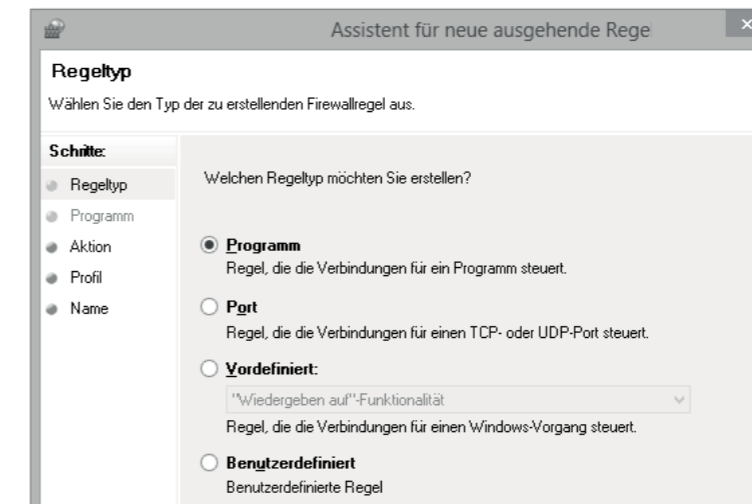 Assistent für neue ausgehende Regel
Regeltyp
Wählen Sie den Typ der zu erstellenden Firewallregel aus.
Schritte:
Regeltyp
Programm
Aktion
Profil
Name
Welchen Regeltyp möchten Sie erstellen?
Programm
Regel, die die Verbindungen für ein Programm steuert.
Port
Regel, die die Verbindungen für einen TCP- oder UDP-Port steuert.
Vordefiniert:
"Wiedergeben auf"-Funktionalität
Regel, die die Verbindungen für einen Windows-Vorgang steuert.
Benutzerdefiniert
Benutzerdefinierte Regel